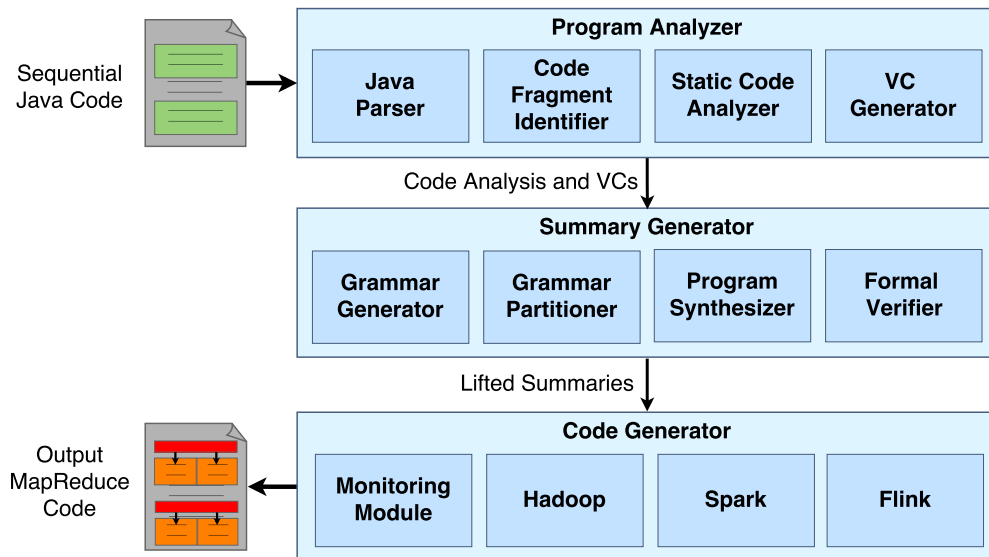 Program Analyzer
Sequential
Java Code
Java
Parser
Code
Fragment
Identifier
Static Code
Analyzer
VC
Generator
Code Analysis and VCs
Summary Generator
Grammar
Generator
Grammar
Partitioner
Program
Synthesizer
Formal
Verifier
Lifted Summaries
Code Generator
Output
MapReduce
Code
Monitoring
Module
Hadoop
Spark
Flink